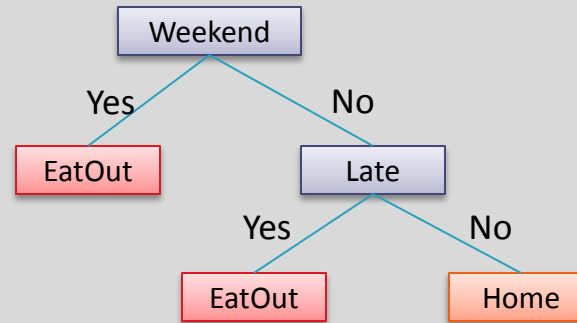 Weekend
Yes
No
EatOut
Late
Yes
No
EatOut
Home